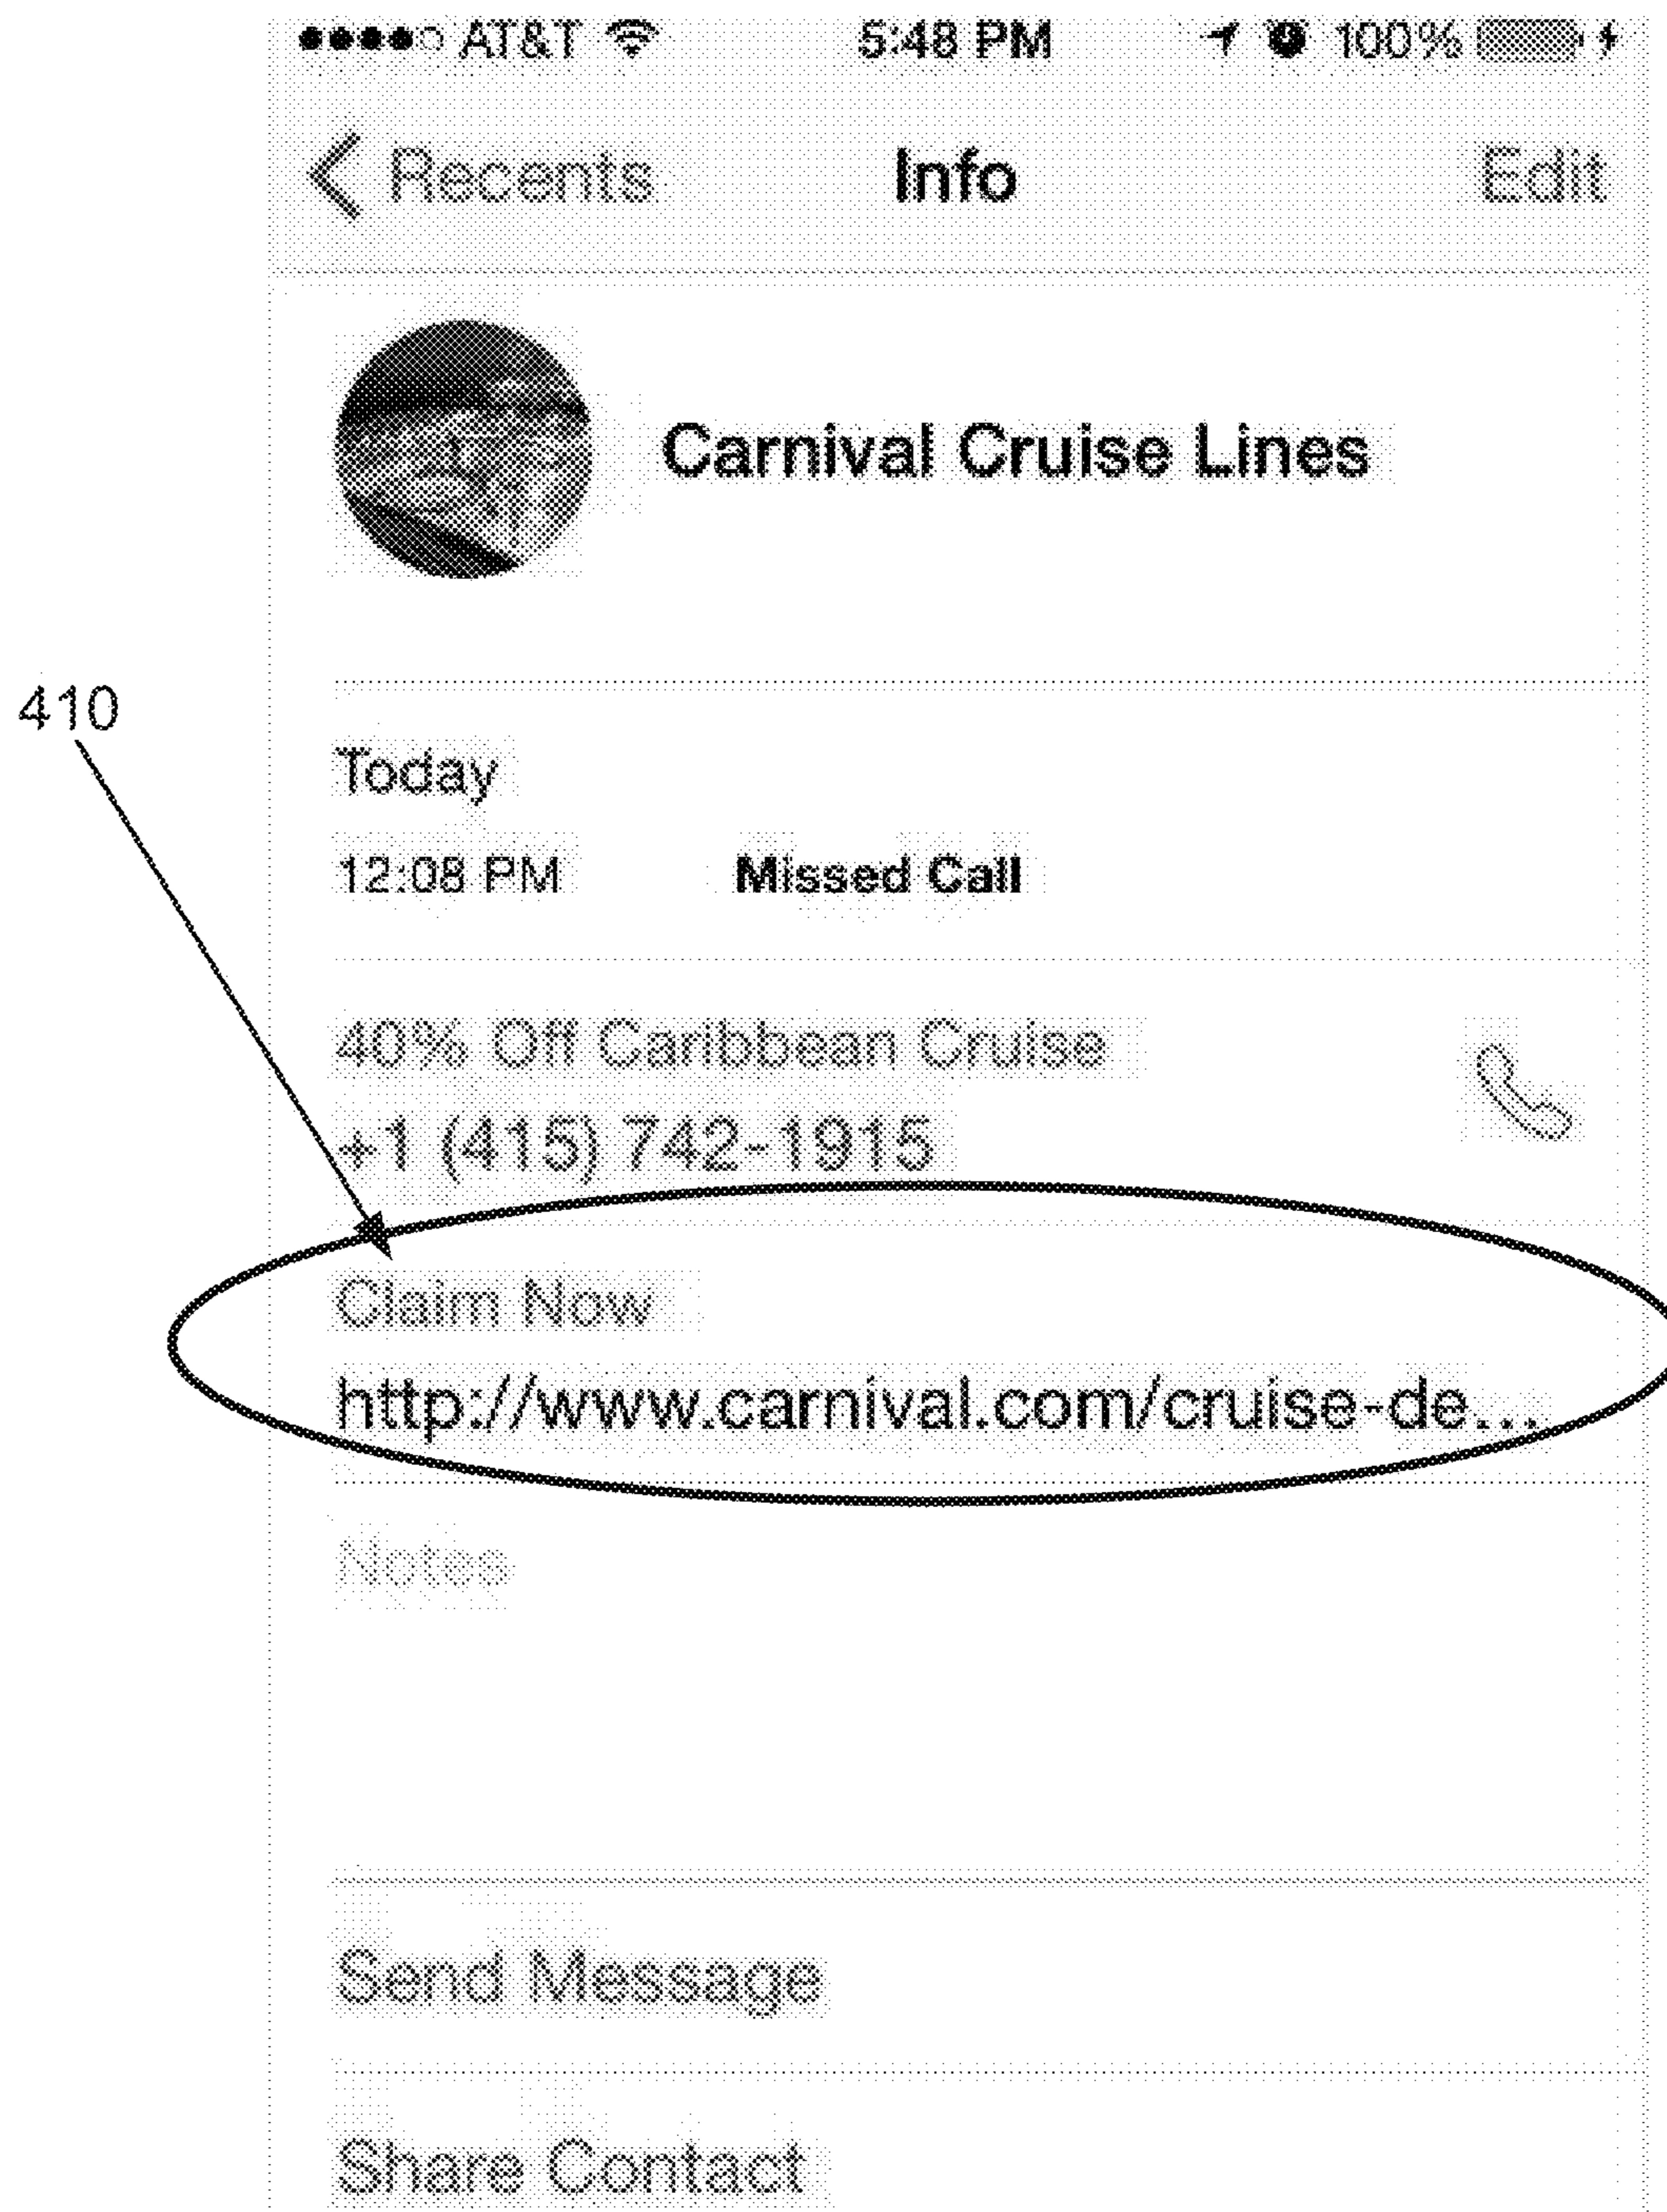 AT&T 5:48 PM 100%
Recents Info Edit
Carnival Cruise Lines
410
Today
12:08 PM Missed Call
40% Off Caribbean Cruise
+1 (415) 742-1915
Claim Now
http://www.carnival.com/cruise-de...
Notes
Send Message
Share Contact